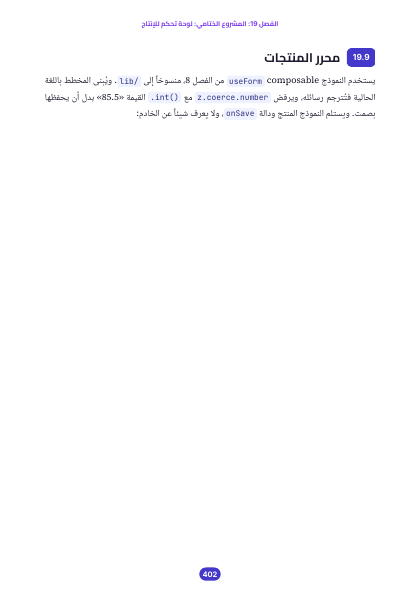 الفصل 19: المشروع الختامي: لوحة تحكم للإنتاج
19.9 محرر المنتجات
يستخدم النموذج useForm composable من الفصل 8، منسوخاً إلى lib/. ويُبنى المخطط باللغة
الحالية فتُترجم رسائله، ويرفض z.coerce.number مع .int() القيمة «85.5» بدل أن يحفظها
بصمت. ويستلم النموذج المنتج ودالة onSave، ولا يعرف شيئاً عن الخادم:
402